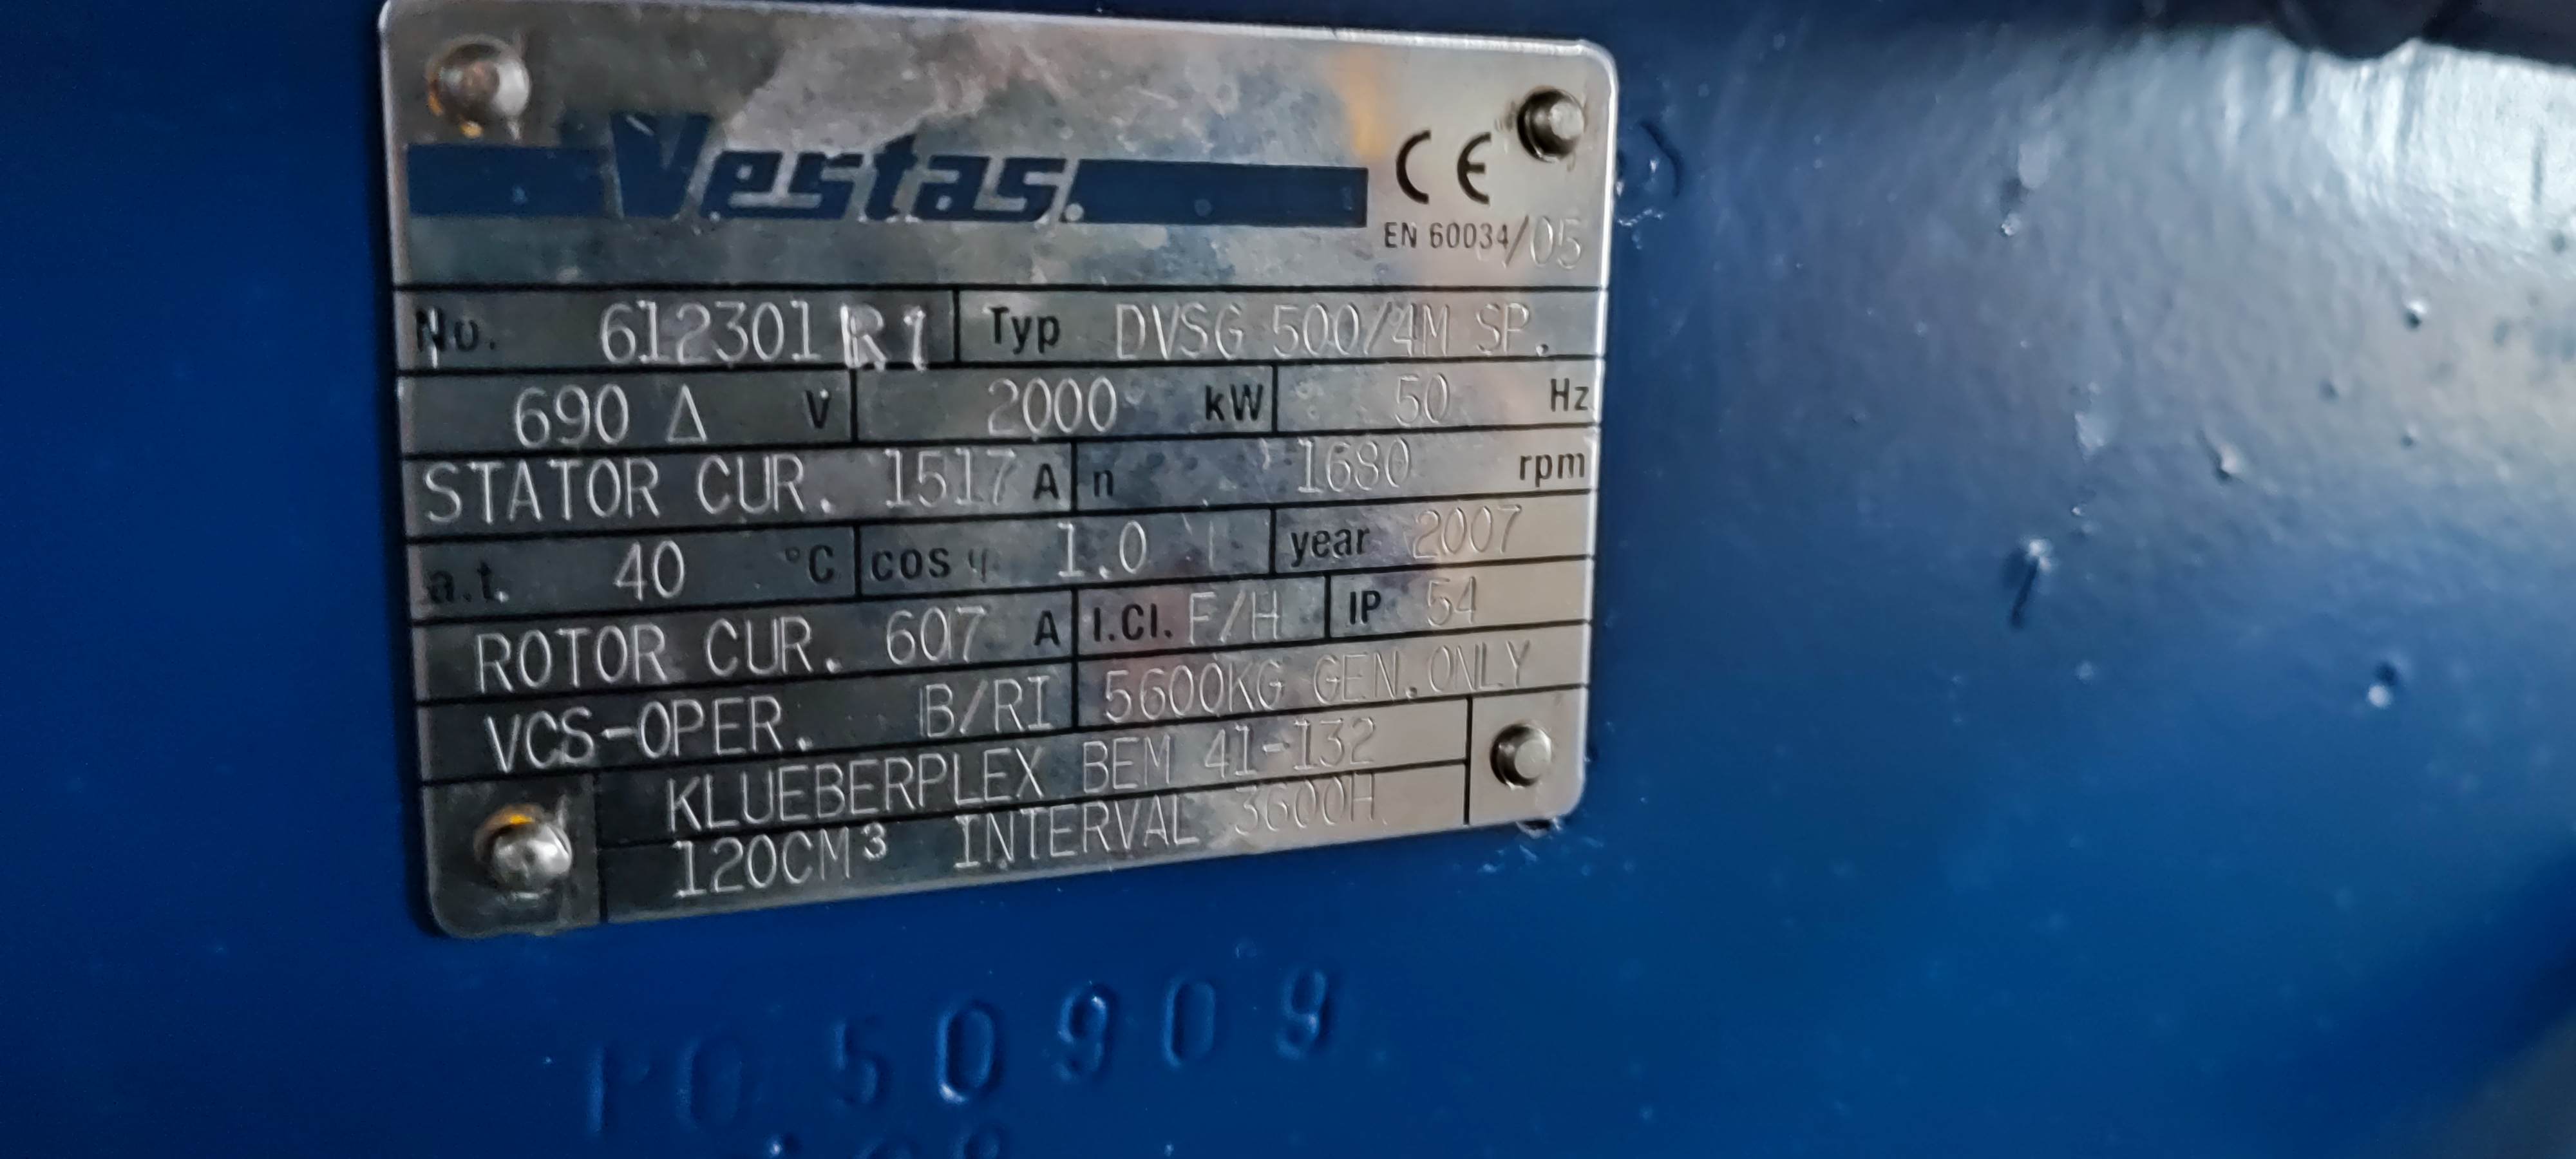 Vestas.
CE
EN 60034/05
No. 612301 R1 Typ DVSG 500/4M SP.
690 Δ V 2000 kW 50 Hz
STATOR CUR. 1517 A n 1680 rpm
a.t. 40 °C cos φ 1.0 year 2007
ROTOR CUR. 607 A I.Cl. F/H IP 54
VCS-OPER. B/RI 5600KG GEN.ONLY
KLUEBERPLEX BEM 41-132
120CM³ INTERVAL 3600H
50909